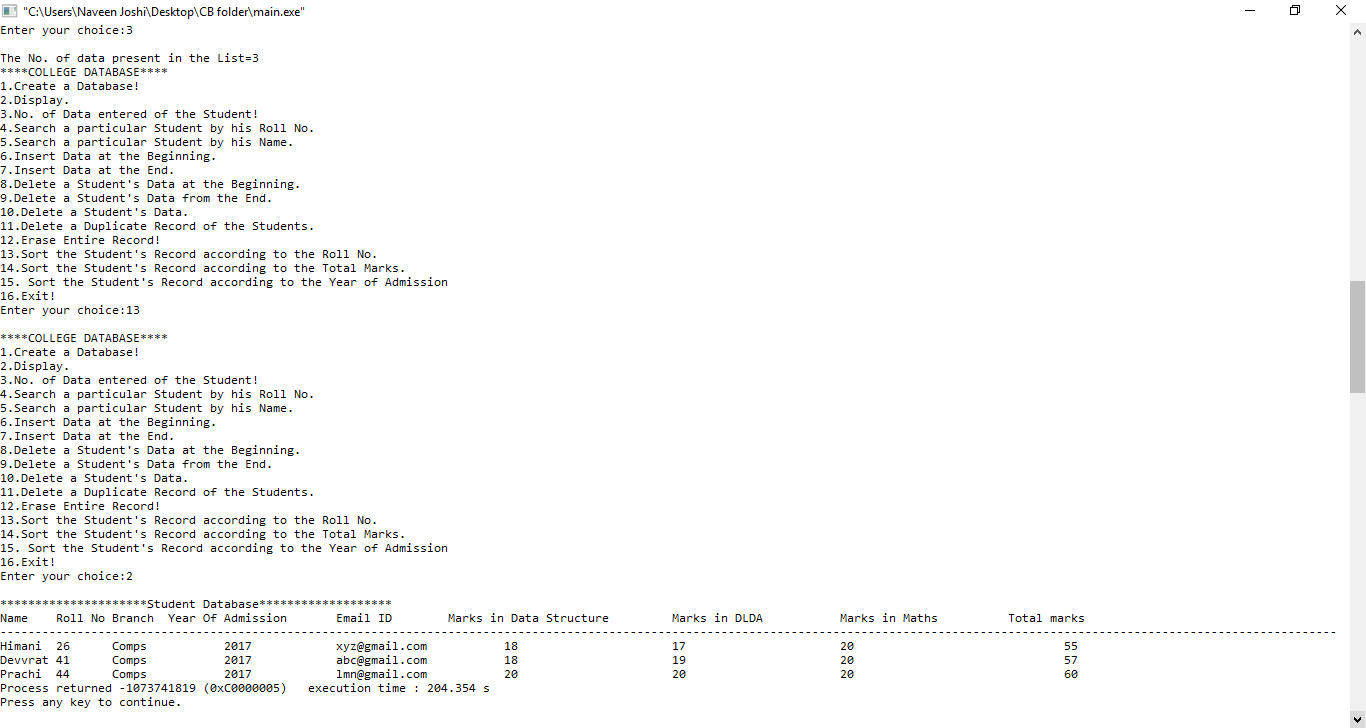 "C:\Users\Naveen Joshi\Desktop\CB folder\main.exe"
Enter your choice:3
The No. of data present in the List=3
****COLLEGE DATABASE****
1.Create a Database!
2.Display.
3.No. of Data entered of the Student!
4.Search a particular Student by his Roll No.
5.Search a particular Student by his Name.
6.Insert Data at the Beginning.
7.Insert Data at the End.
8.Delete a Student's Data at the Beginning.
9.Delete a Student's Data from the End.
10.Delete a Student's Data.
11.Delete a Duplicate Record of the Students.
12.Erase Entire Record!
13.Sort the Student's Record according to the Roll No.
14.Sort the Student's Record according to the Total Marks.
15. Sort the Student's Record according to the Year of Admission
16.Exit!
Enter your choice:13
****COLLEGE DATABASE****
1.Create a Database!
2.Display.
3.No. of Data entered of the Student!
4.Search a particular Student by his Roll No.
5.Search a particular Student by his Name.
6.Insert Data at the Beginning.
7.Insert Data at the End.
8.Delete a Student's Data at the Beginning.
9.Delete a Student's Data from the End.
10.Delete a Student's Data.
11.Delete a Duplicate Record of the Students.
12.Erase Entire Record!
13.Sort the Student's Record according to the Roll No.
14.Sort the Student's Record according to the Total Marks.
15. Sort the Student's Record according to the Year of Admission
16.Exit!
Enter your choice:2
*********************Student Database*******************
Name Roll No Branch Year Of Admission Email ID Marks in Data Structure Marks in DLDA Marks in Maths Total marks
Himani 26 Comps 2017 xyz@gmail.com 18 17 20 55
Devvrat 41 Comps 2017 abc@gmail.com 18 19 20 57
Prachi 44 Comps 2017 lmn@gmail.com 20 20 20 60
Process returned -1073741819 (0xC0000005) execution time : 204.354 s
Press any key to continue.